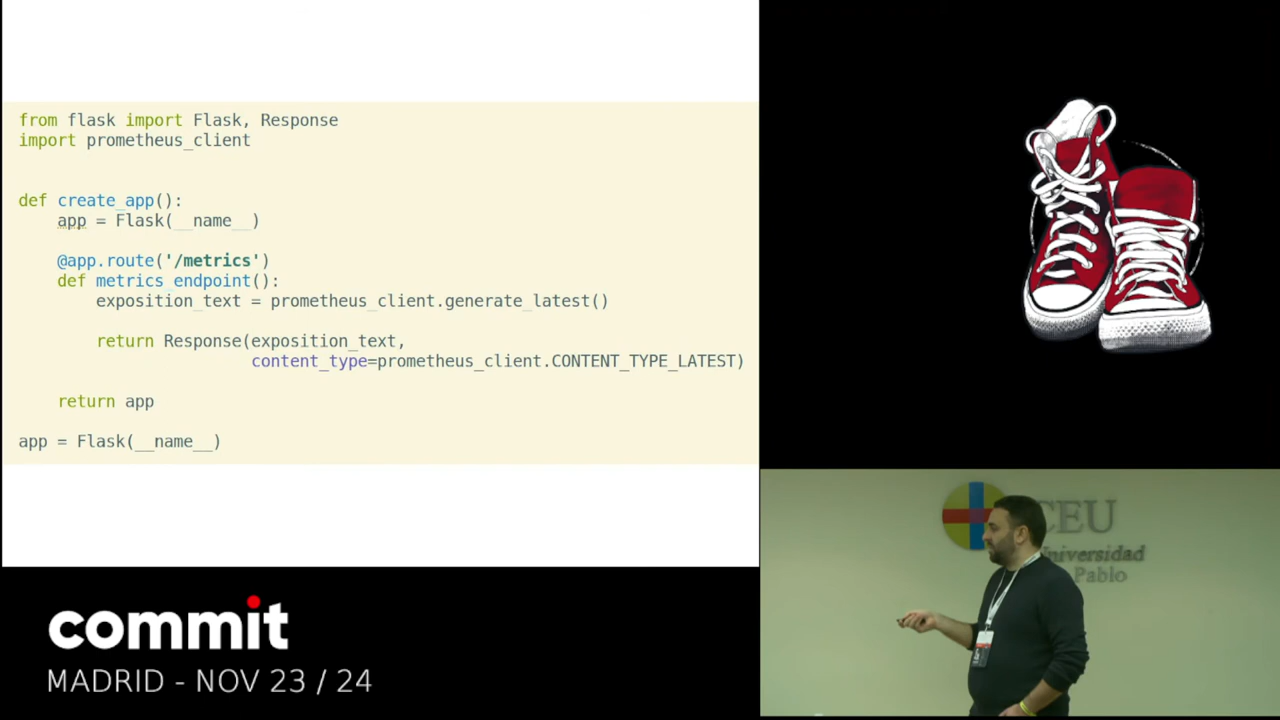 from flask import Flask, Response
import prometheus_client
def create_app():
    app = Flask(__name__)
    @app.route('/metrics')
    def metrics_endpoint():
        exposition_text = prometheus_client.generate_latest()
        return Response(exposition_text,
                        content_type=prometheus_client.CONTENT_TYPE_LATEST)
    return app
app = Flask(__name__)
commit
MADRID - NOV 23 / 24
CEU
Universidad
Pablo